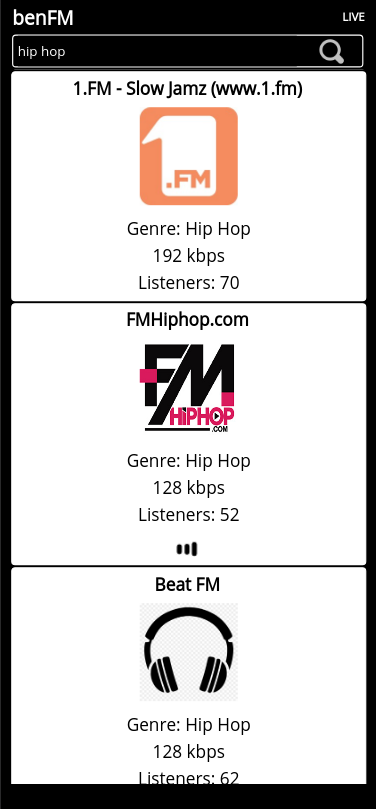 benFM
LIVE
hip hop
1.FM - Slow Jamz (www.1.fm)
1.FM
Genre: Hip Hop
192 kbps
Listeners: 70
FMHiphop.com
FM
HIPHOP
.COM
Genre: Hip Hop
128 kbps
Listeners: 52
Beat FM
Genre: Hip Hop
128 kbps
Listeners: 62